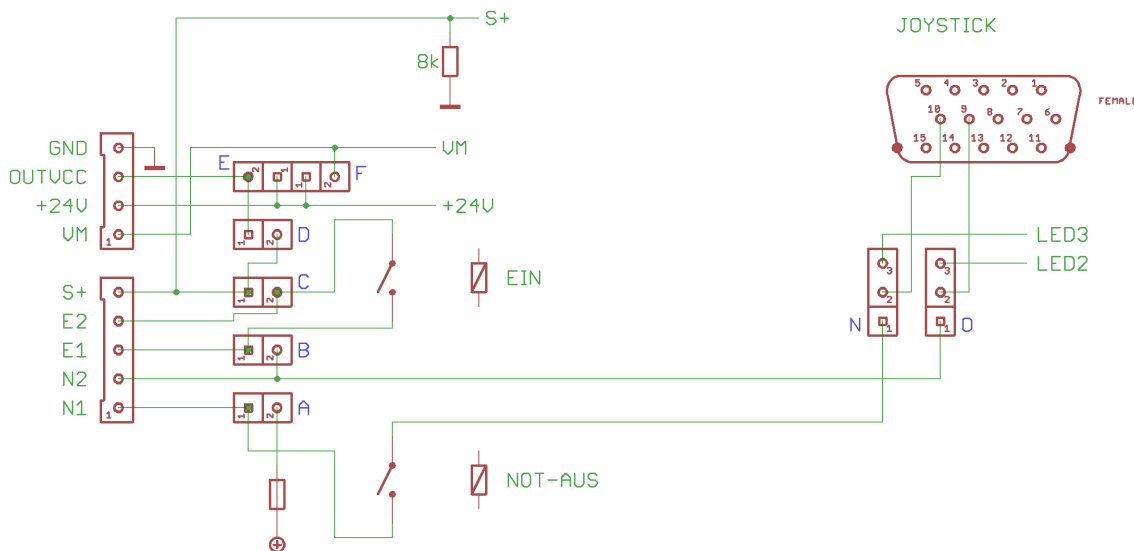 S+
JOYSTICK
8k
5 4 3 2 1
FEMAL
10 9 8 7 6
15 14 13 12 11
GND
VM
E 2 1 1 2 F
OUTVCC
+24V
+24V
VM 1
1 2 D
LED3
LED2
S+
1 2 C
EIN
3 3
E2
2 2
N 1 1 O
E1
1 2 B
N2
N1 1
1 2 A
NOT-AUS